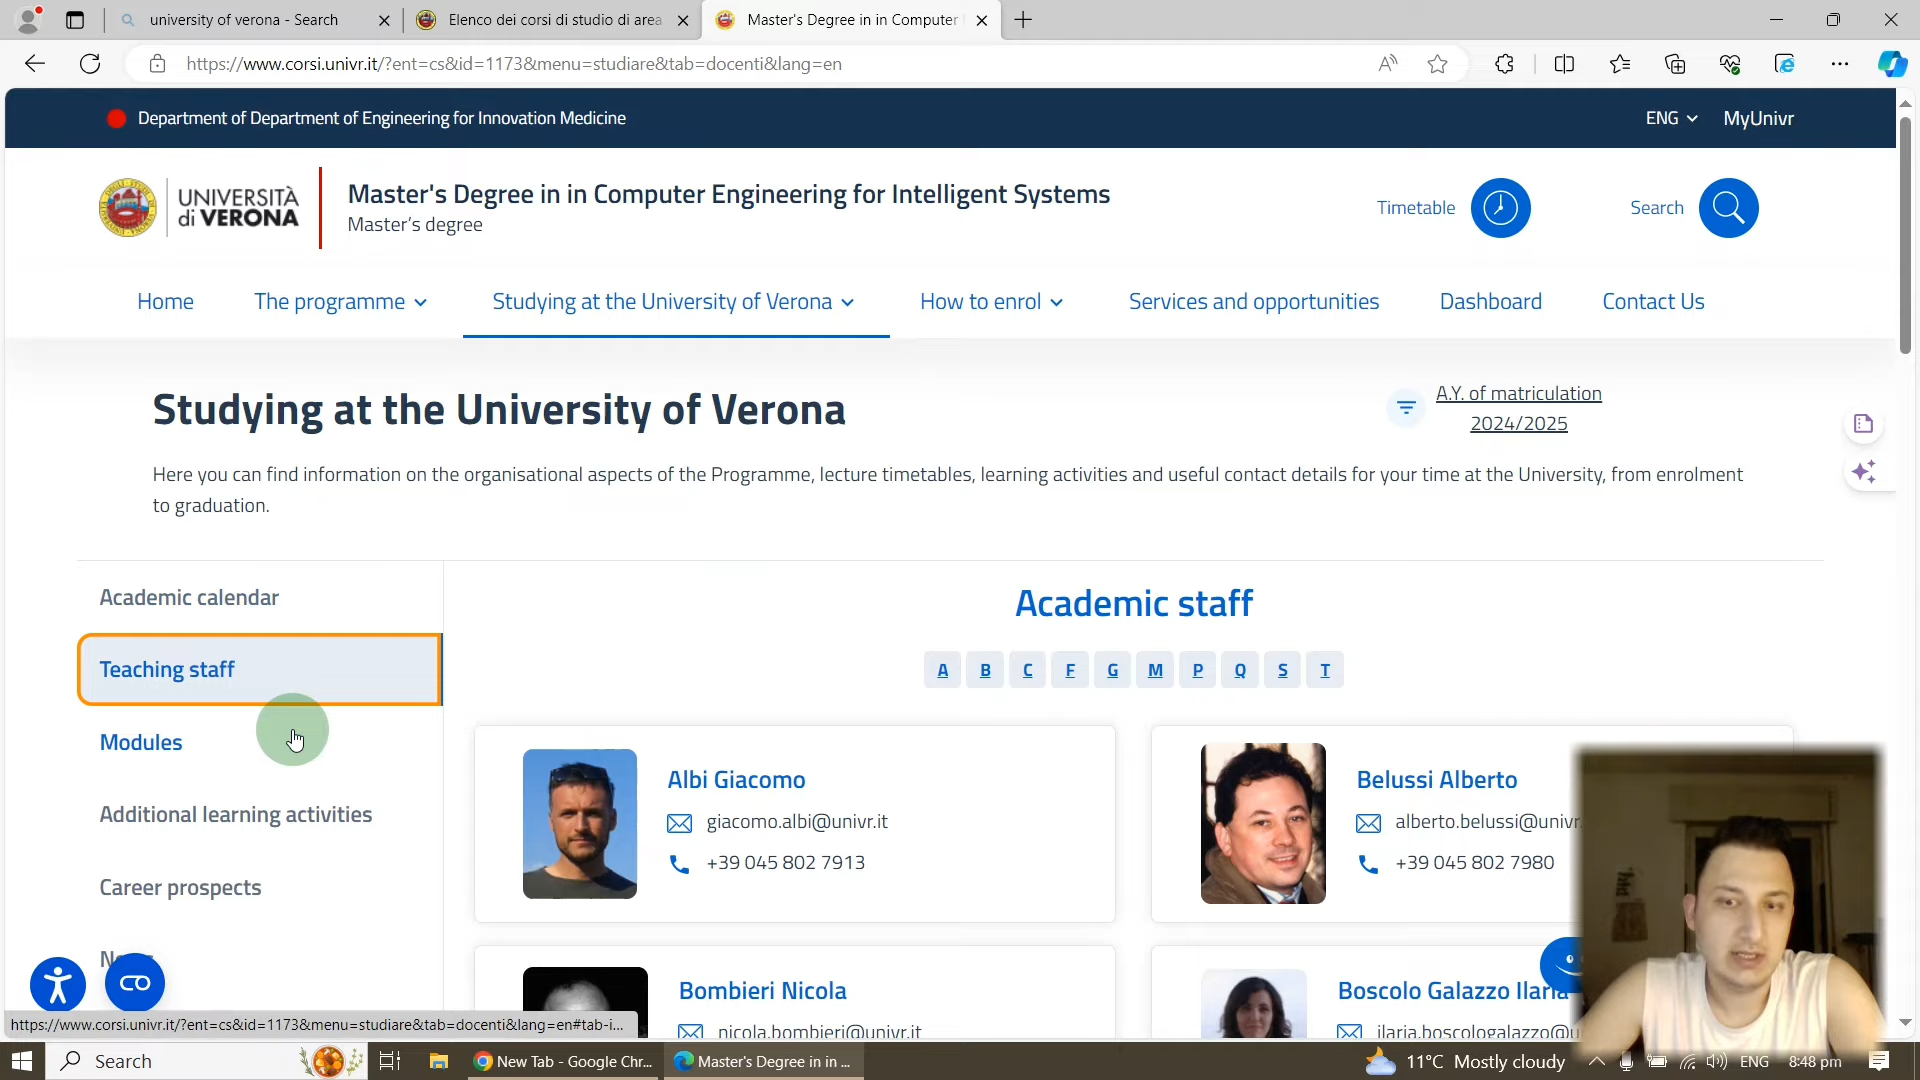 university of verona - Search
Elenco dei corsi di studio di area
Master's Degree in in Computer
https://www.corsi.univr.it/?ent=cs&id=1173&menu=studiare&tab=docenti&lang=en
Department of Department of Engineering for Innovation Medicine
ENG
MyUnivr
UNIVERSITÀ
di VERONA
Master's Degree in in Computer Engineering for Intelligent Systems
Master's degree
Timetable
Search
Home
The programme
Studying at the University of Verona
How to enrol
Services and opportunities
Dashboard
Contact Us
Studying at the University of Verona
A.Y. of matriculation
2024/2025
Here you can find information on the organisational aspects of the Programme, lecture timetables, learning activities and useful contact details for your time at the University, from enrolment
to graduation.
Academic calendar
Teaching staff
Modules
Additional learning activities
Career prospects
Academic staff
A B C F G M P Q S T
Albi Giacomo
giacomo.albi@univr.it
+39 045 802 7913
Belussi Alberto
alberto.belussi@univr.
+39 045 802 7980
Bombieri Nicola
nicola.bombieri@univr.it
Boscolo Galazzo Ilaria
ilaria.boscologalazzo@u
https://www.corsi.univr.it/?ent=cs&id=1173&menu=studiare&tab=docenti&lang=en#tab-i...
Search
New Tab - Google Chr...
Master's Degree in in ...
11°C Mostly cloudy
ENG
8:48 pm